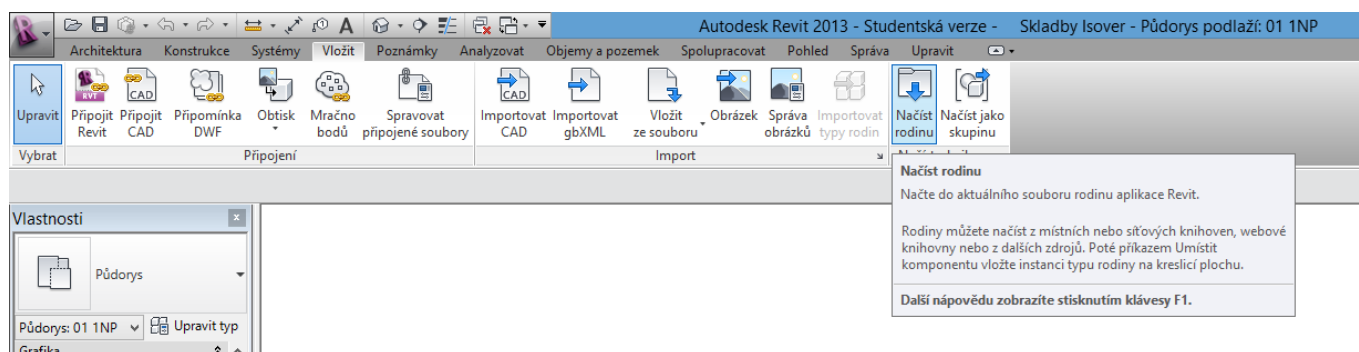 Autodesk Revit 2013 - Studentská verze - Skladby Isover - Půdorys podlaží: 01 1NP
Architektura Konstrukce Systémy Vložit Poznámky Analyzovat Objemy a pozemek Spolupracovat Pohled Správa Upravit
Upravit
Připojit Revit
Připojit CAD
Připomínka DWF
Obtisk
Mračno bodů
Spravovat připojené soubory
Importovat CAD
Importovat gbXML
Vložit ze souboru
Obrázek
Správa obrázků
Importovat typy rodin
Načíst rodinu
Načíst jako skupinu
Vybrat
Připojení
Import
Načíst rodinu
Načte do aktuálního souboru rodinu aplikace Revit.
Rodiny můžete načíst z místních nebo síťových knihoven, webové
knihovny nebo z dalších zdrojů. Poté příkazem Umístit
komponentu vložte instanci typu rodiny na kreslicí plochu.
Další nápovědu zobrazíte stisknutím klávesy F1.
Vlastnosti
Půdorys
Půdorys: 01 1NP
Upravit typ
Grafika